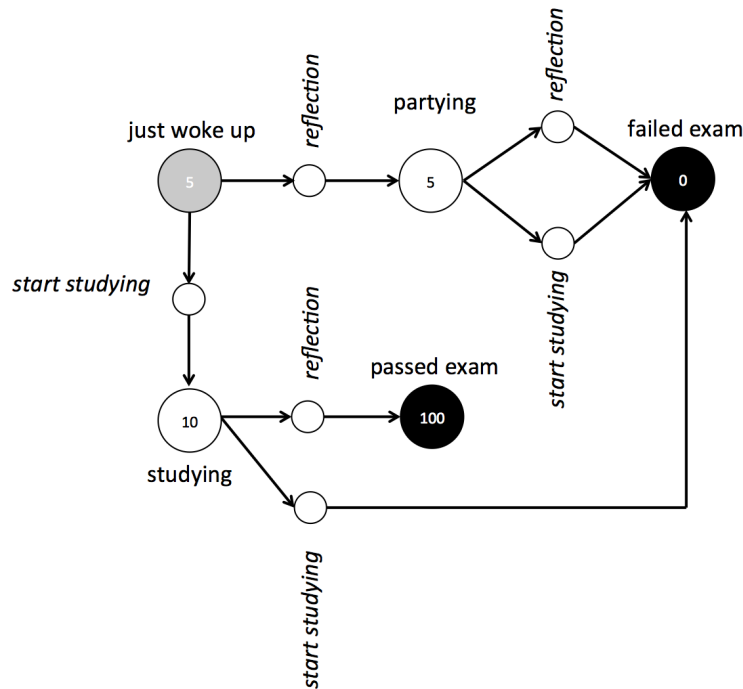 reflection
reflection
partying
just woke up
failed exam
5
5
0
start studying
start studying
reflection
passed exam
10
100
studying
start studying